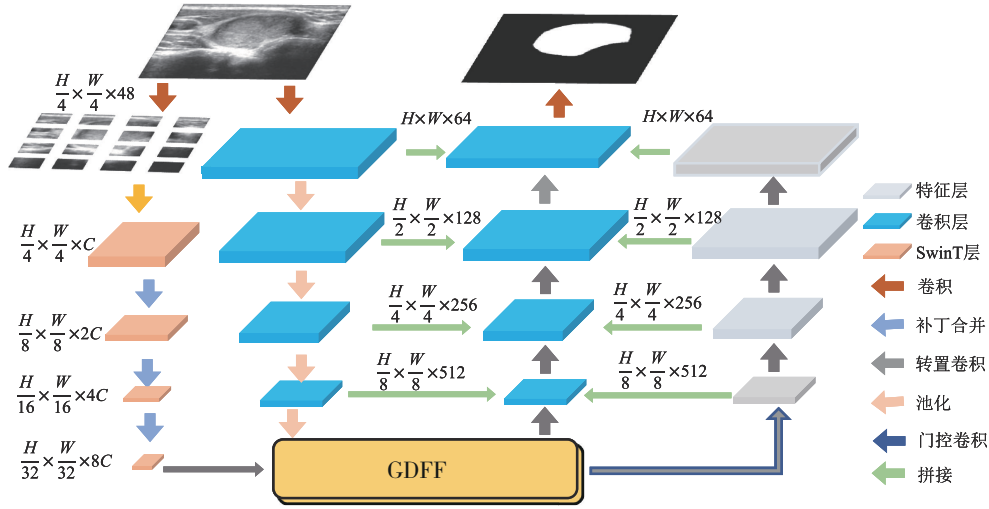 H/4×W/4×48
H×W×64
H×W×64
H/4×W/4×C
H/2×W/2×128
H/2×W/2×128
H/8×W/8×2C
H/4×W/4×256
H/4×W/4×256
H/16×W/16×4C
H/8×W/8×512
H/8×W/8×512
H/32×W/32×8C
GDFF
特征层
卷积层
SwinT层
卷积
补丁合并
转置卷积
池化
门控卷积
拼接